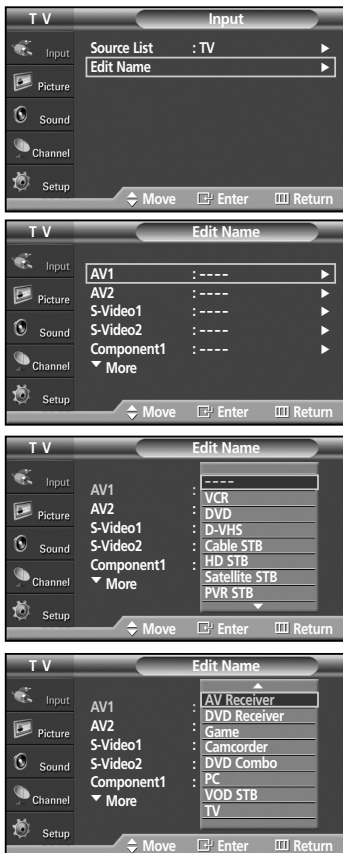 T V Input
Input Source List : TV ►
Edit Name ►
Picture
Sound
Channel
Setup
Move Enter Return
T V Edit Name
Input
AV1 : ---- ►
Picture AV2 : ---- ►
S-Video1 : ---- ►
Sound S-Video2 : ---- ►
Component1 : ---- ►
Channel ▼ More
Setup
Move Enter Return
T V Edit Name
Input
AV1 : ----
VCR
Picture AV2 : DVD
S-Video1 : D-VHS
Sound S-Video2 : Cable STB
Component1 : HD STB
Channel ▼ More Satellite STB
PVR STB
Setup ▼
Move Enter Return
T V Edit Name
▲
Input AV Receiver
AV1 : DVD Receiver
Picture AV2 : Game
S-Video1 : Camcorder
Sound S-Video2 : DVD Combo
Component1 : PC
Channel ▼ More VOD STB
TV
Setup
Move Enter Return